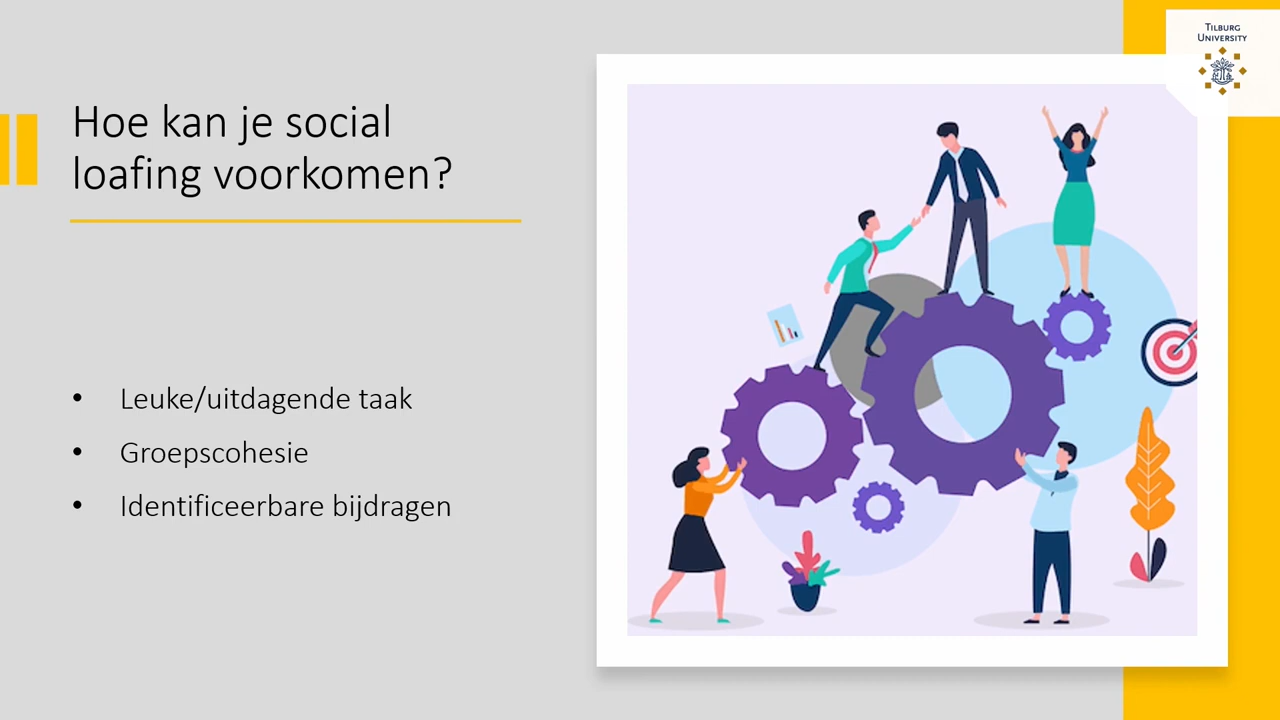 Hoe kan je social
loafing voorkomen?
• Leuke/uitdagende taak
• Groepscohesie
• Identificeerbare bijdragen
Tilburg
University